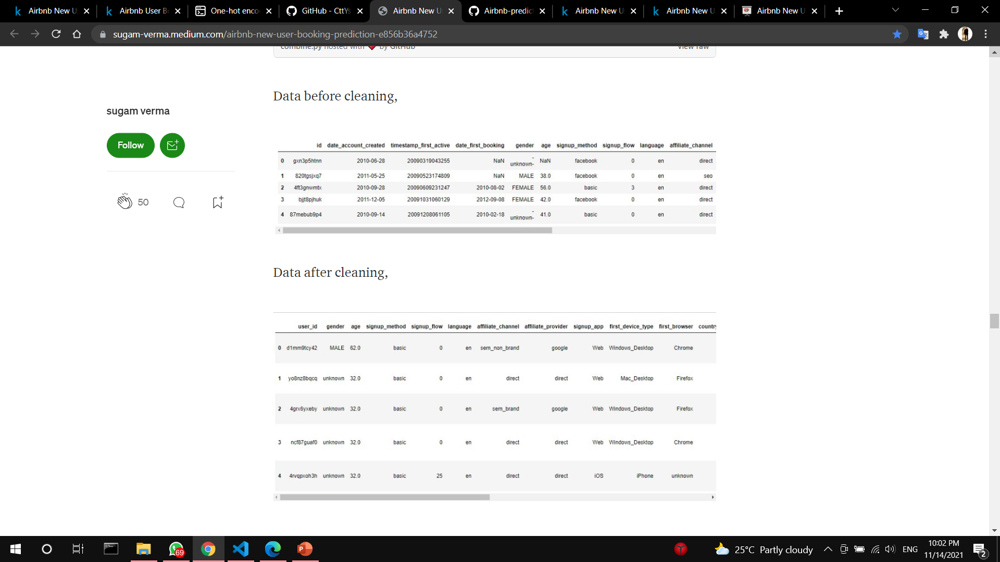 Airbnb New U
Airbnb User B
One-hot enco
GitHub - CttYs
Airbnb New U
Airbnb-predic
Airbnb New U
Airbnb New U
Airbnb New U
sugam-verma.medium.com/airbnb-new-user-booking-prediction-e856b36a4752
combine.py hosted with ❤ by GitHub view raw
Data before cleaning,
sugam verma
Follow
50
id date_account_created timestamp_first_active date_first_booking gender age signup_method signup_flow language affiliate_channel
0 gxn3p5htnn 2010-06-28 20090319043255 NaN -unknown- NaN facebook 0 en direct
1 820tgsjxq7 2011-05-25 20090523174809 NaN MALE 38.0 facebook 0 en seo
2 4ft3gnwmtx 2010-09-28 20090609231247 2010-08-02 FEMALE 56.0 basic 3 en direct
3 bjjt8pjhuk 2011-12-05 20091031060129 2012-09-08 FEMALE 42.0 facebook 0 en direct
4 87mebub9p4 2010-09-14 20091208061105 2010-02-18 -unknown- 41.0 basic 0 en direct
Data after cleaning,
user_id gender age signup_method signup_flow language affiliate_channel affiliate_provider signup_app first_device_type first_browser country
0 d1mm9tcy42 MALE 62.0 basic 0 en sem_non_brand google Web Windows_Desktop Chrome
1 yo8nz8bqcq unknown 32.0 basic 0 en direct direct Web Mac_Desktop Firefox
2 4grx6yxeby unknown 32.0 basic 0 en sem_brand google Web Windows_Desktop Firefox
3 ncf87guaf0 unknown 32.0 basic 0 en direct direct Web Windows_Desktop Chrome
4 4rvqpxoh3h unknown 32.0 basic 25 en direct direct iOS iPhone unknown
69
25°C Partly cloudy
ENG
10:02 PM
11/14/2021
2